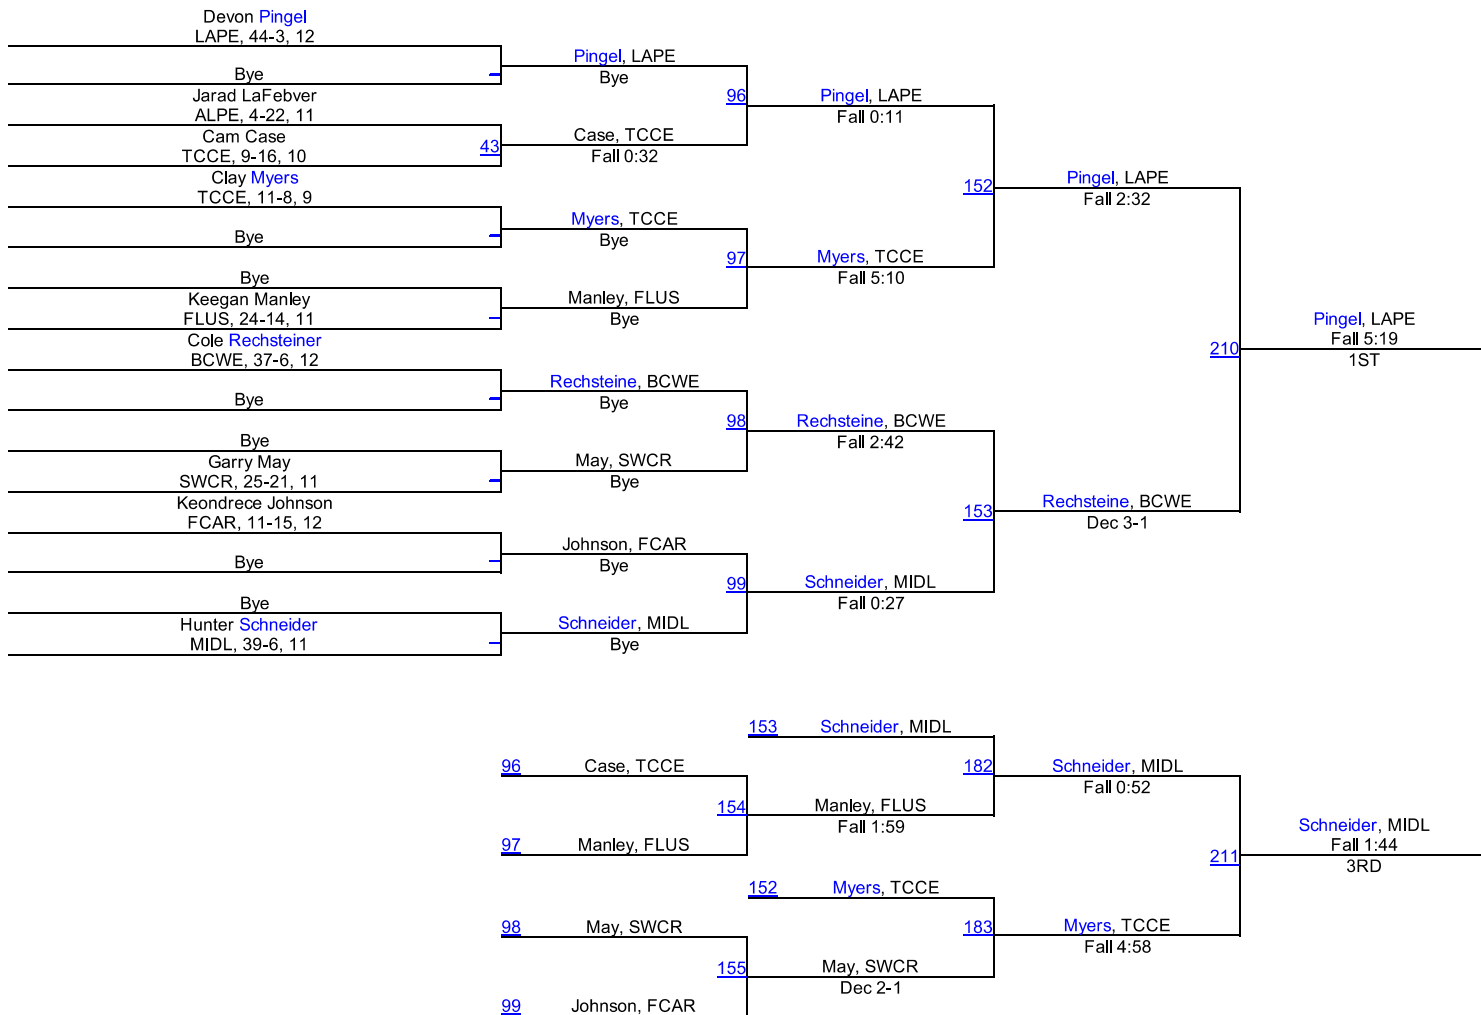 Devon Pingel
LAPE, 44-3, 12
Bye
Jarad LaFebver
ALPE, 4-22, 11
Cam Case
TCCE, 9-16, 10
43
Clay Myers
TCCE, 11-8, 9
Bye
Bye
Keegan Manley
FLUS, 24-14, 11
Cole Rechsteiner
BCWE, 37-6, 12
Bye
Bye
Garry May
SWCR, 25-21, 11
Keondrece Johnson
FCAR, 11-15, 12
Bye
Bye
Hunter Schneider
MIDL, 39-6, 11
Pingel, LAPE
Bye
96
Case, TCCE
Fall 0:32
Myers, TCCE
Bye
97
Manley, FLUS
Bye
Rechsteine, BCWE
Bye
98
May, SWCR
Bye
Johnson, FCAR
Bye
99
Schneider, MIDL
Bye
Pingel, LAPE
Fall 0:11
152
Myers, TCCE
Fall 5:10
Rechsteine, BCWE
Fall 2:42
153
Schneider, MIDL
Fall 0:27
Pingel, LAPE
Fall 2:32
210
Rechsteine, BCWE
Dec 3-1
Pingel, LAPE
Fall 5:19
1ST
153 Schneider, MIDL
96 Case, TCCE
182
Schneider, MIDL
Fall 0:52
154
Manley, FLUS
Fall 1:59
97 Manley, FLUS
211
Schneider, MIDL
Fall 1:44
3RD
152 Myers, TCCE
98 May, SWCR
183
Myers, TCCE
Fall 4:58
155
May, SWCR
Dec 2-1
99 Johnson, FCAR